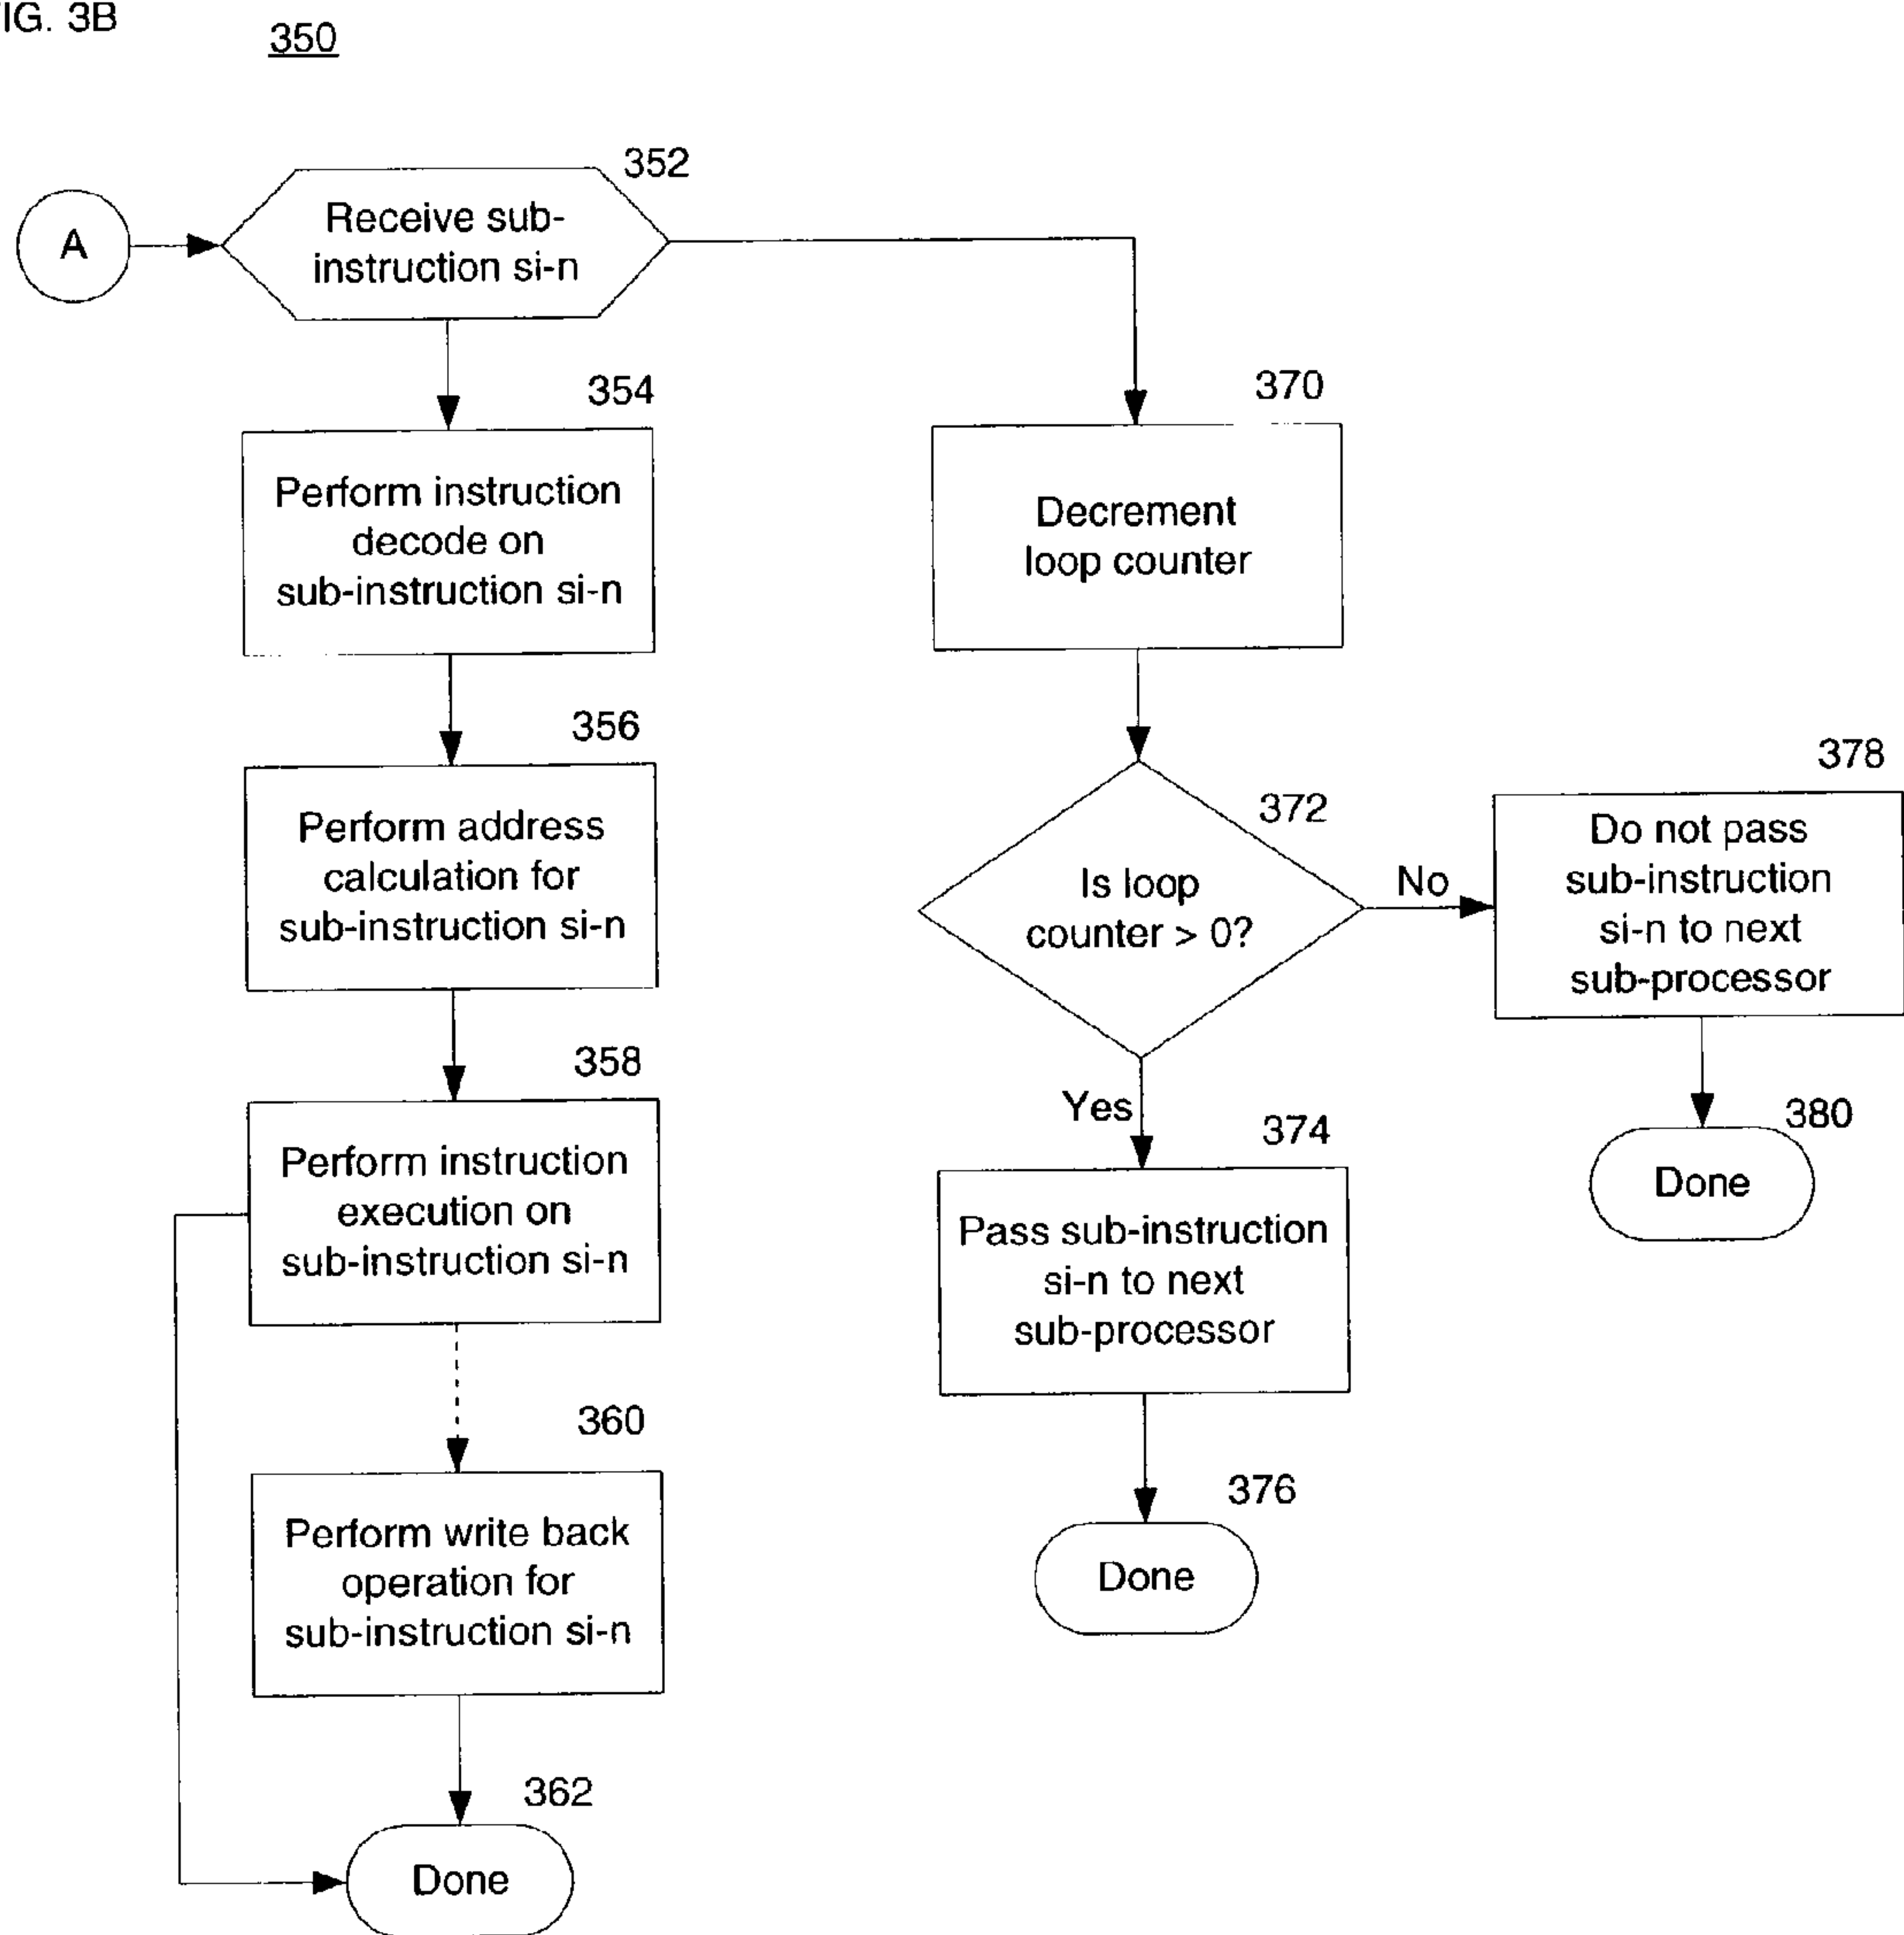 IG. 3B
350
352
A
Receive sub-
instruction si-n
354
Perform instruction
decode on
sub-instruction si-n
356
Perform address
calculation for
sub-instruction si-n
358
Perform instruction
execution on
sub-instruction si-n
360
Perform write back
operation for
sub-instruction si-n
362
Done
370
Decrement
loop counter
372
Is loop
counter > 0?
No
Yes
374
Pass sub-instruction
si-n to next
sub-processor
376
Done
378
Do not pass
sub-instruction
si-n to next
sub-processor
380
Done